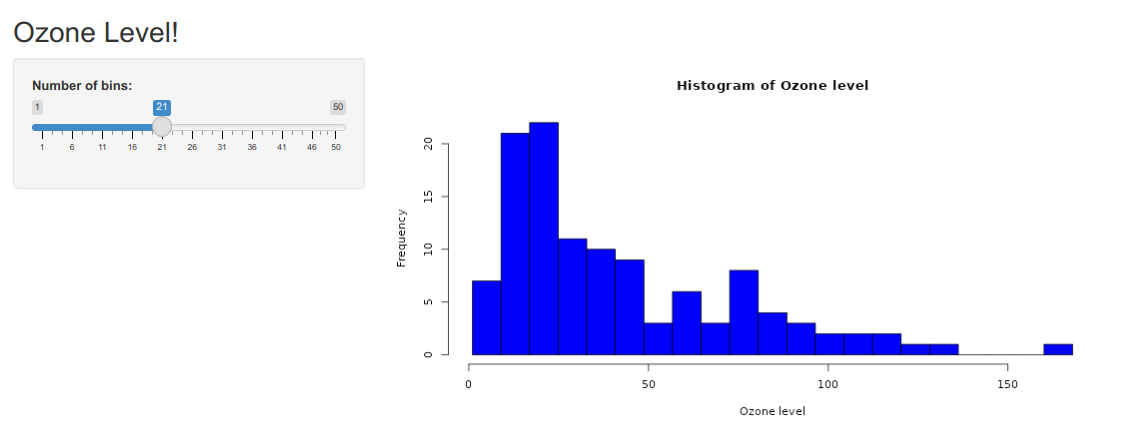 Ozone Level!
Number of bins:
1 21 50
1 6 11 16 21 26 31 36 41 46 50
Histogram of Ozone level
Frequency
20
15
10
5
0
0 50 100 150
Ozone level